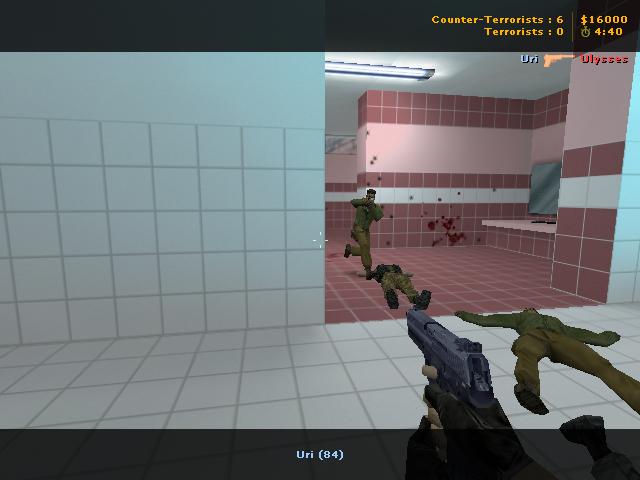 Counter-Terrorists : 6 $16000
Terrorists : 0 4:40
Uri Ulysses
Uri (84)